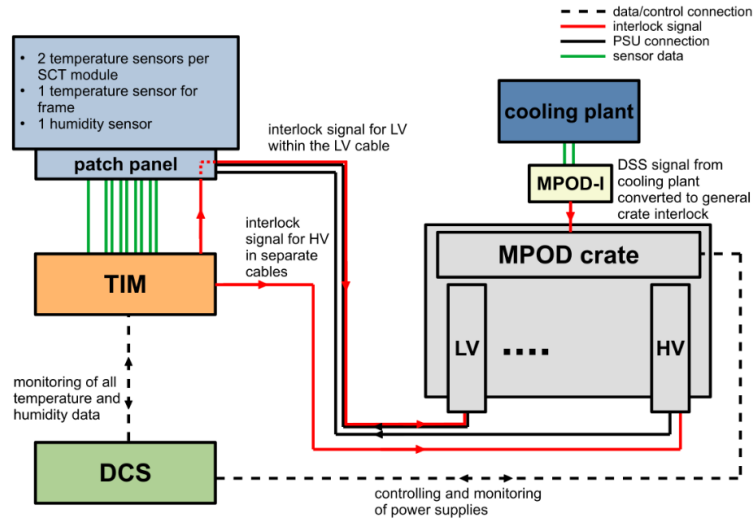 data/control connection
interlock signal
PSU connection
sensor data
• 2 temperature sensors per
SCT module
• 1 temperature sensor for
frame
• 1 humidity sensor
patch panel
interlock signal for LV
within the LV cable
cooling plant
MPOD-I
DSS signal from
cooling plant
converted to general
crate interlock
interlock
signal for HV
in separate
cables
TIM
MPOD crate
LV
....
HV
monitoring of all
temperature and
humidity data
DCS
controlling and monitoring
of power supplies